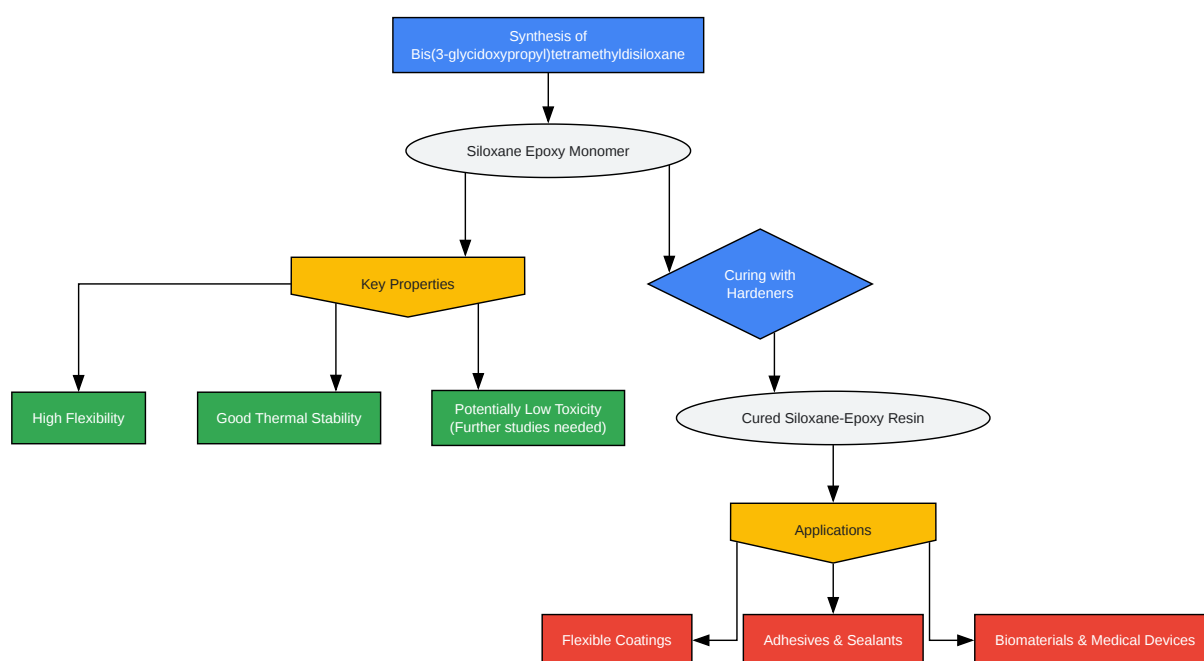 Synthesis of
Bis(3-glycidoxypropyl)tetramethyldisiloxane
Siloxane Epoxy Monomer
Key Properties
Curing with
Hardeners
High Flexibility
Good Thermal Stability
Potentially Low Toxicity
(Further studies needed)
Cured Siloxane-Epoxy Resin
Applications
Flexible Coatings
Adhesives & Sealants
Biomaterials & Medical Devices